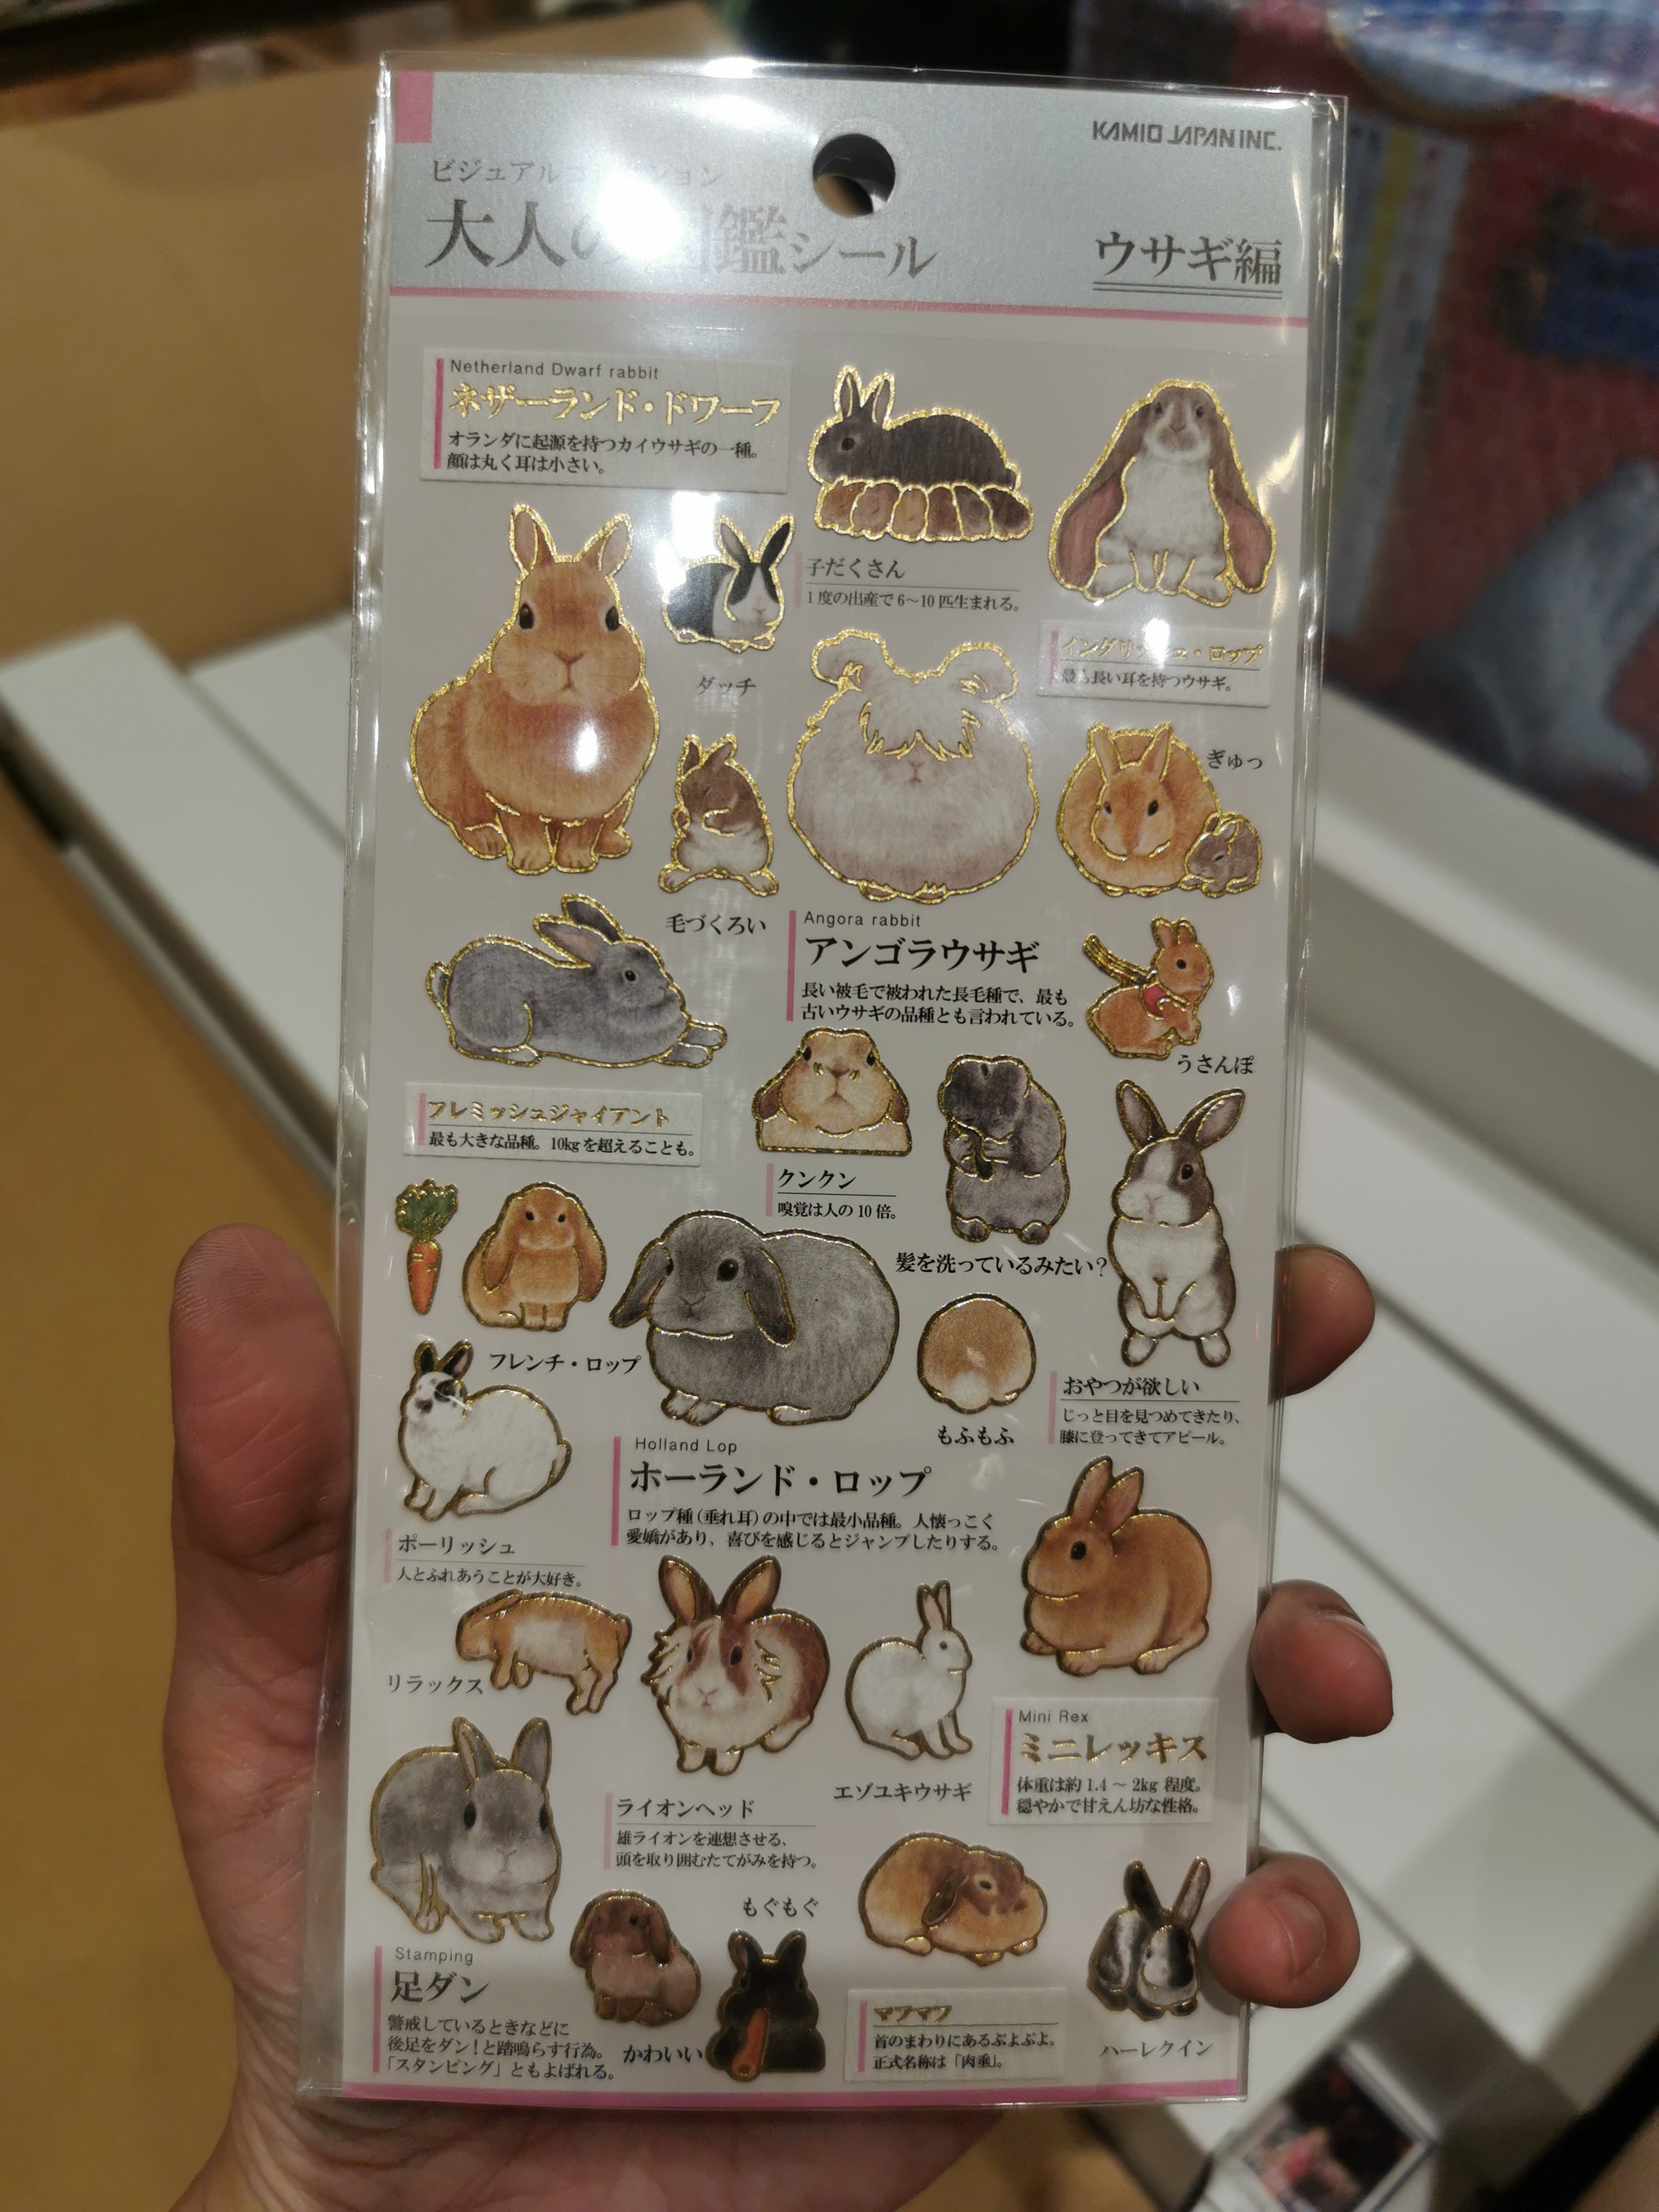 KAMIO JAPAN INC.
ビジュアル
大人の 図鑑シール
ウサギ編
Netherland Dwarf rabbit
ネザーランド・ドワーフ
オランダに起源を持つカイウサギの一種。
顔は丸く耳は小さい。
子だくさん
1度の出産で6〜10匹生まれる。
ダッチ
イングリッシュ・ロップ
最も長い耳を持つウサギ。
ぎゅっ
毛づくろい
Angora rabbit
アンゴラウサギ
長い被毛で被われた長毛種で、最も
古いウサギの品種とも言われている。
うさんぽ
フレミッシュジャイアント
最も大きな品種。10kgを超えることも。
クンクン
嗅覚は人の10倍。
髪を洗っているみたい?
フレンチ・ロップ
もふもふ
おやつが欲しい
じっと目を見つめてきたり、
膝に登ってきてアピール。
Holland Lop
ホーランド・ロップ
ロップ種(垂れ耳)の中では最小品種。人懐っこく
愛嬌があり、喜びを感じるとジャンプしたりする。
ポーリッシュ
人とふれあうことが大好き。
リラックス
エゾユキウサギ
Mini Rex
ミニレッキス
体重は約1.4〜2kg程度。
穏やかで甘えん坊な性格。
ライオンヘッド
雄ライオンを連想させる、
頭を取り囲むたてがみを持つ。
もぐもぐ
Stamping
足ダン
警戒しているときなどに
後足をダン!と踏鳴らす行為。
「スタンピング」ともよばれる。
かわいい
マフマフ
首のまわりにあるぷよぷよ。
正式名称は「肉垂」。
ハーレクイン